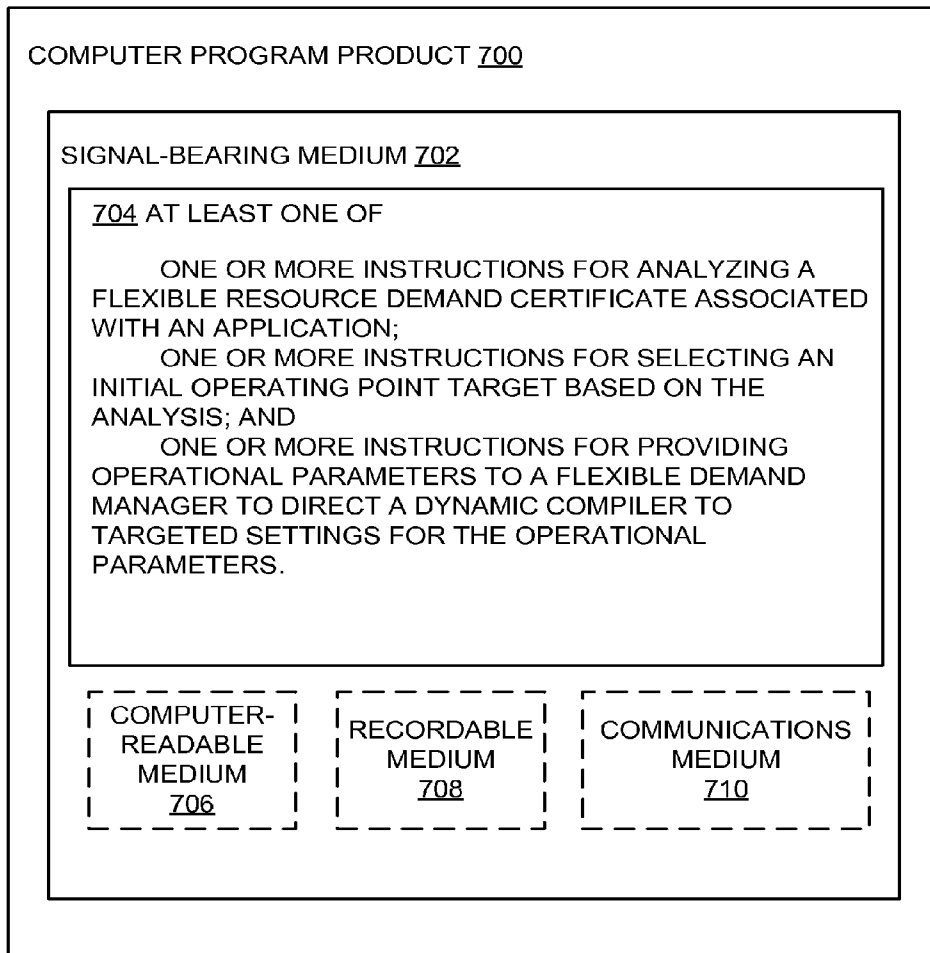 COMPUTER PROGRAM PRODUCT 700
SIGNAL-BEARING MEDIUM 702
704 AT LEAST ONE OF
ONE OR MORE INSTRUCTIONS FOR ANALYZING A
FLEXIBLE RESOURCE DEMAND CERTIFICATE ASSOCIATED
WITH AN APPLICATION;
ONE OR MORE INSTRUCTIONS FOR SELECTING AN
INITIAL OPERATING POINT TARGET BASED ON THE
ANALYSIS; AND
ONE OR MORE INSTRUCTIONS FOR PROVIDING
OPERATIONAL PARAMETERS TO A FLEXIBLE DEMAND
MANAGER TO DIRECT A DYNAMIC COMPILER TO
TARGETED SETTINGS FOR THE OPERATIONAL
PARAMETERS.
COMPUTER-
READABLE
MEDIUM
706
RECORDABLE
MEDIUM
708
COMMUNICATIONS
MEDIUM
710